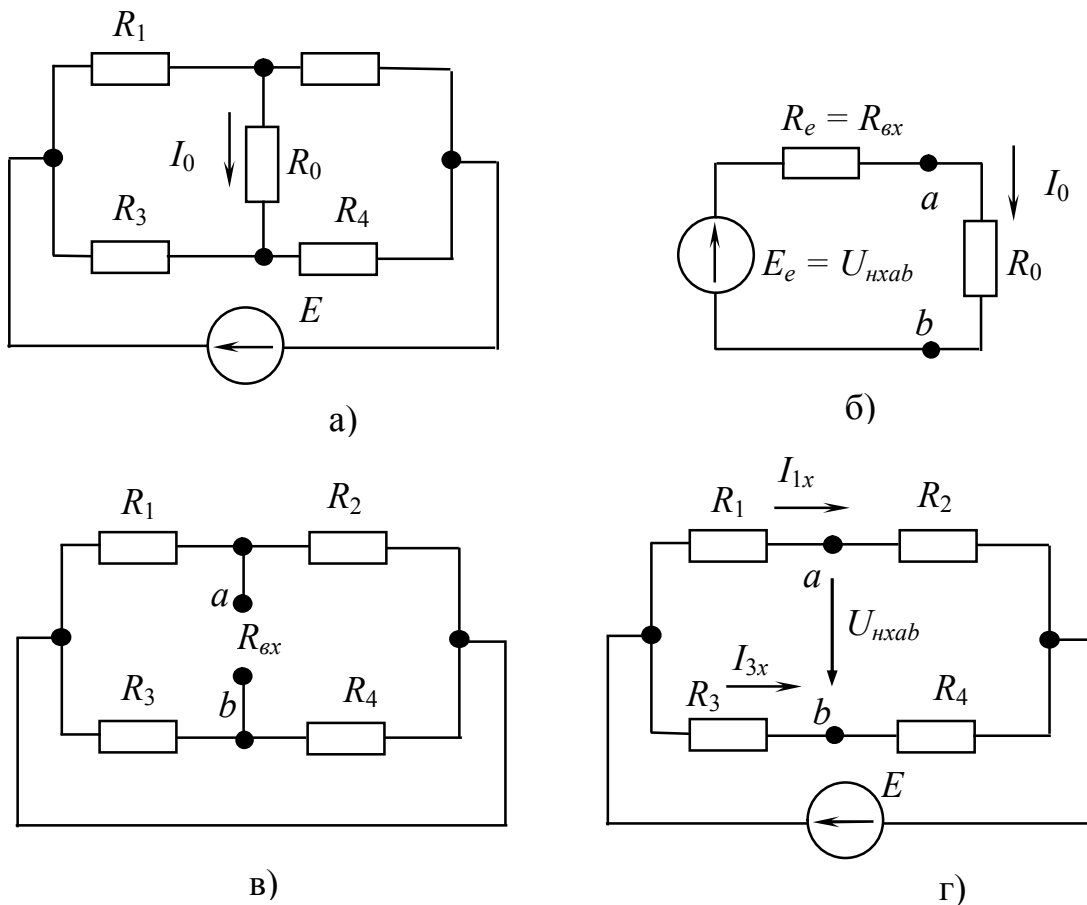 R1
I0
R0
R3
R4
E
а)
Re = Rвх
a
I0
Ee = Uнхab
R0
b
б)
R1
R2
a
Rвх
R3
b
R4
в)
I1x
R1
R2
a
Uнхab
I3x
R3
b
R4
E
г)